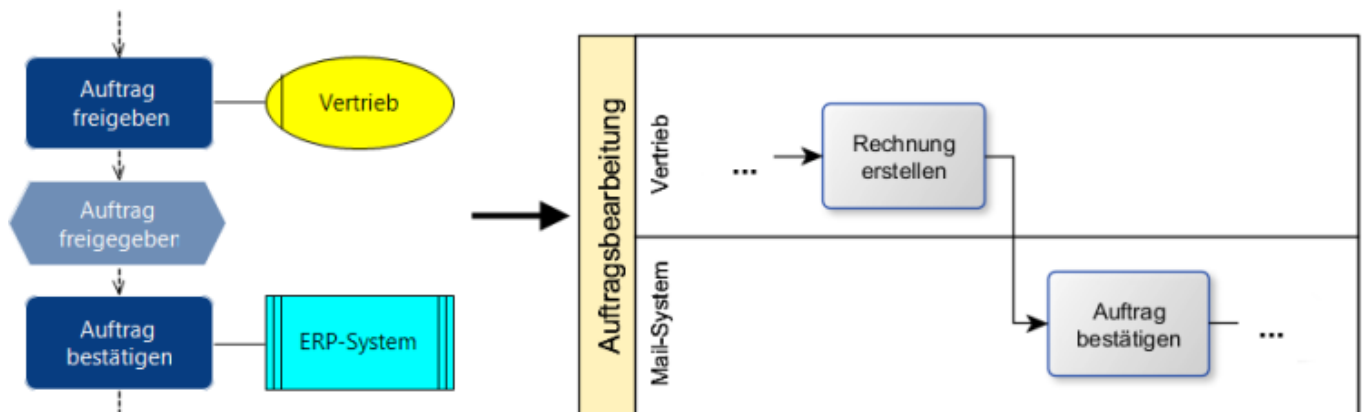 Auftrag
freigeben
Vertrieb
Auftrag
freigegeben
Auftrag
bestätigen
ERP-System
Auftragsbearbeitung
Vertrieb
...
Rechnung
erstellen
Mail-System
Auftrag
bestätigen
...